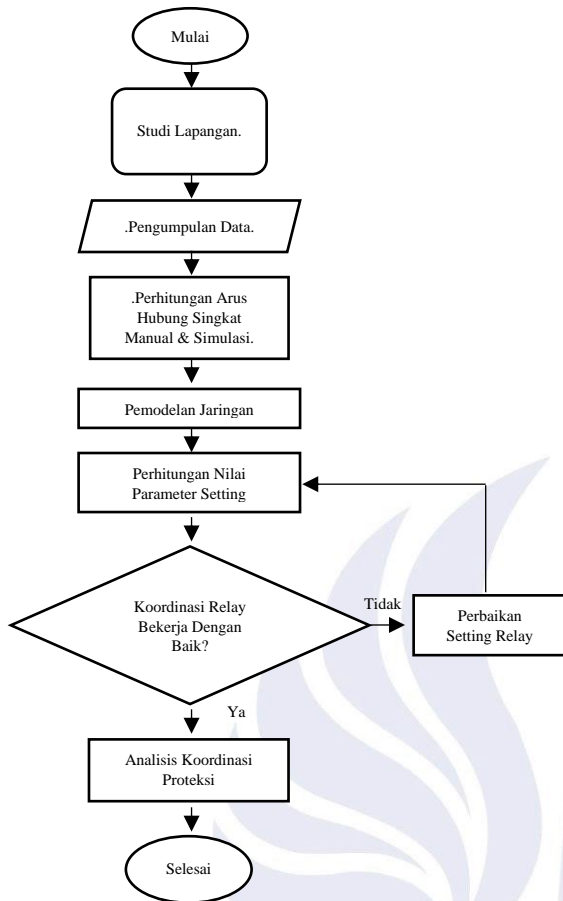 Mulai
Studi Lapangan.
.Pengumpulan Data.
.Perhitungan Arus
Hubung Singkat
Manual & Simulasi.
Pemodelan Jaringan
Perhitungan Nilai
Parameter Setting
Koordinasi Relay
Bekerja Dengan
Baik?
Tidak
Perbaikan
Setting Relay
Ya
Analisis Koordinasi
Proteksi
Selesai